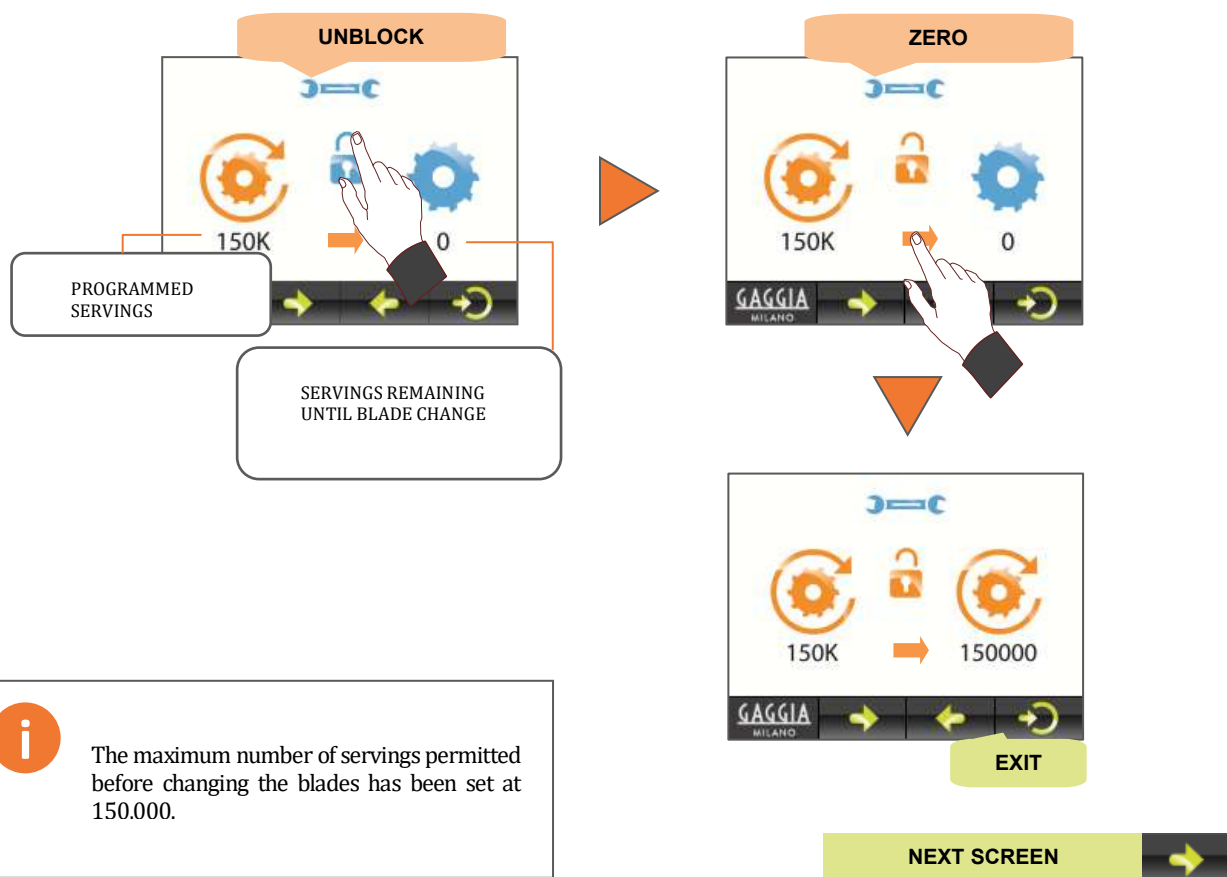 UNBLOCK
150K
0
PROGRAMMED
SERVINGS
SERVINGS REMAINING
UNTIL BLADE CHANGE
ZERO
150K
0
GAGGIA
MILANO
150K
150000
GAGGIA
MILANO
EXIT
i
The maximum number of servings permitted
before changing the blades has been set at
150.000.
NEXT SCREEN